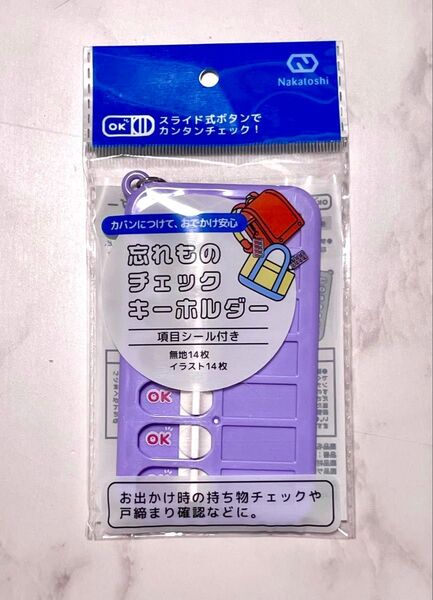 Nakatoshi
OK
スライド式ボタンで
カンタンチェック！
カバンにつけて、おでかけ安心
忘れもの
チェック
キーホルダー
項目シール付き
無地14枚
イラスト14枚
OK
OK
OK
お出かけ時の持ち物チェックや
戸締まり確認などに。